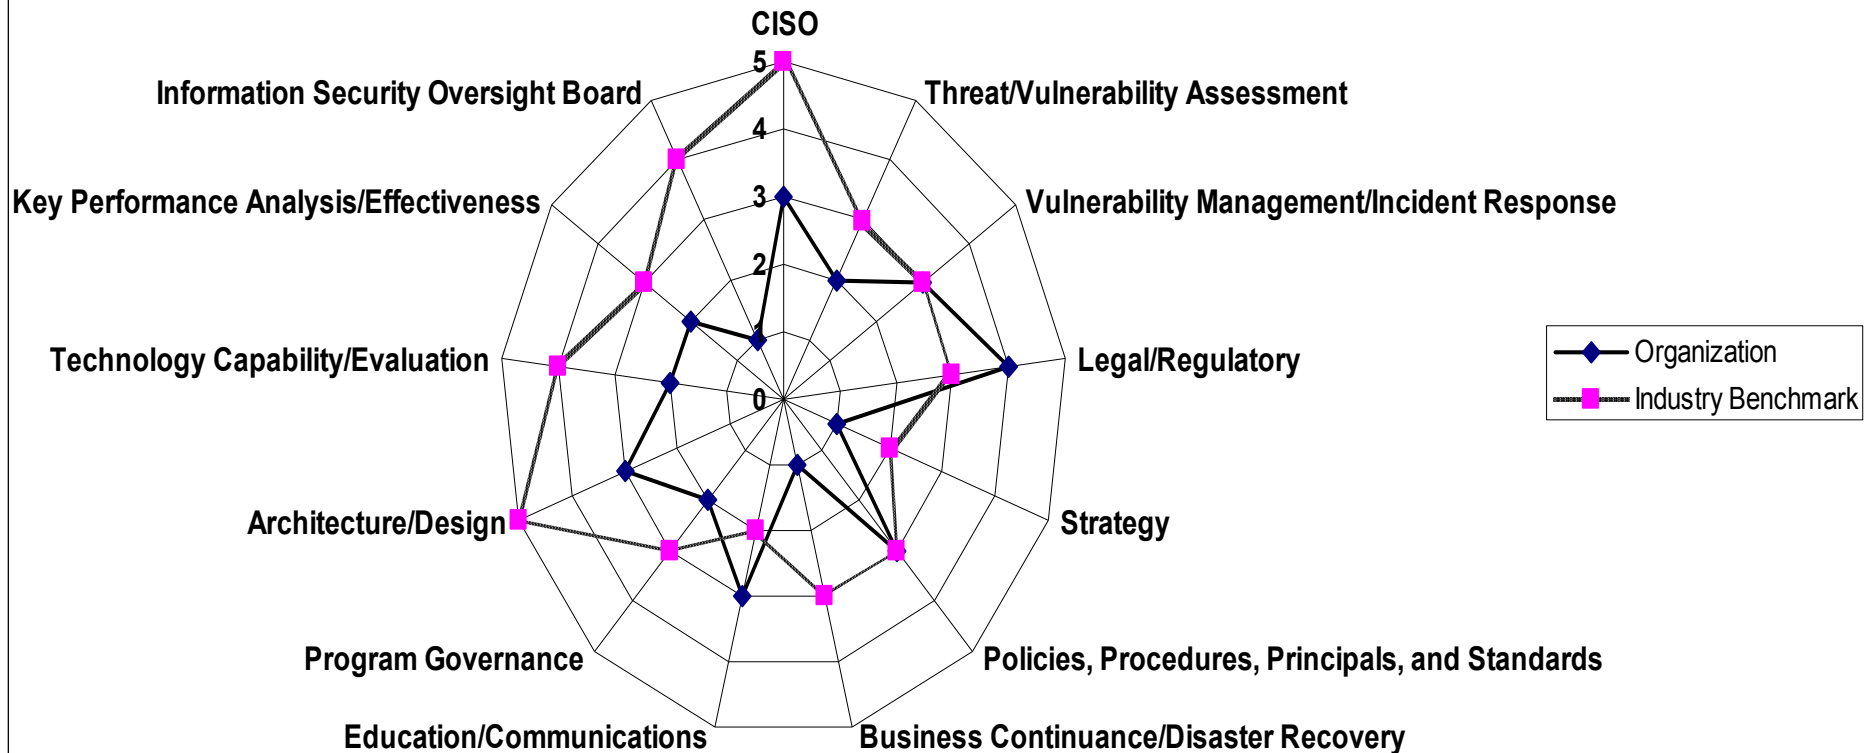 CISO
5
Information Security Oversight Board
Threat/Vulnerability Assessment
4
Key Performance Analysis/Effectiveness
3
Vulnerability Management/Incident Response
2
1
Technology Capability/Evaluation
Legal/Regulatory
Organization
0
Industry Benchmark
Architecture/Design
Strategy
Program Governance
Policies, Procedures, Principals, and Standards
Education/Communications
Business Continuance/Disaster Recovery